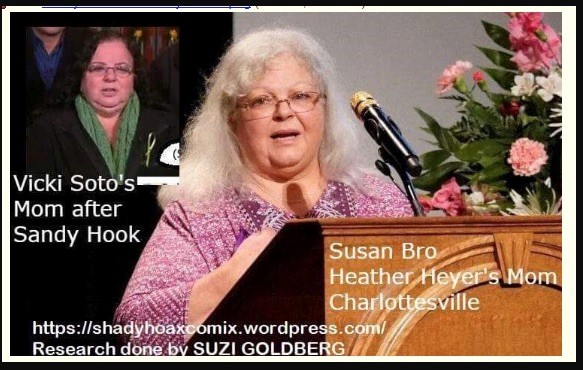 Vicki Soto's
Mom after
Sandy Hook
Susan Bro
Heather Heyer's Mom
Charlottesville
https://shadyhoaxcomix.wordpress.com/
Research done by SUZI GOLDBERG